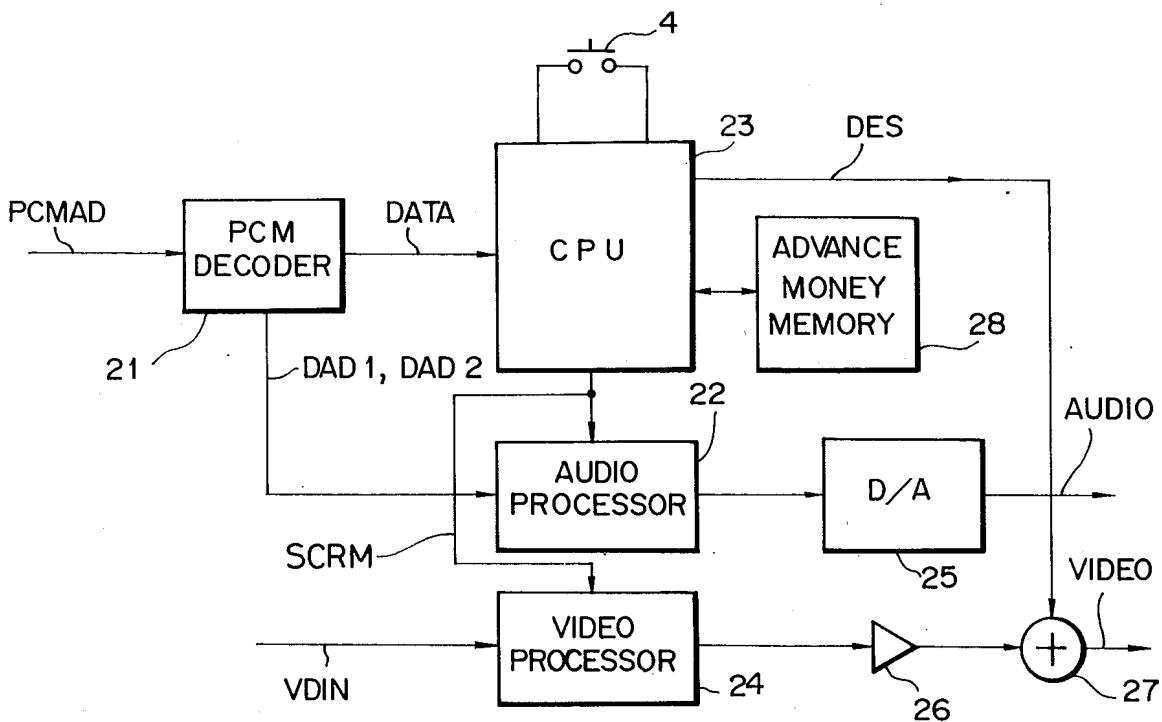 4
23
DES
PCMAD
PCM
DECODER
DATA
CPU
ADVANCE
MONEY
MEMORY
21
28
DAD 1, DAD 2
22
AUDIO
AUDIO
PROCESSOR
D/A
SCRM
25
VIDEO
VIDEO
PROCESSOR
+
VDIN
24
26
27